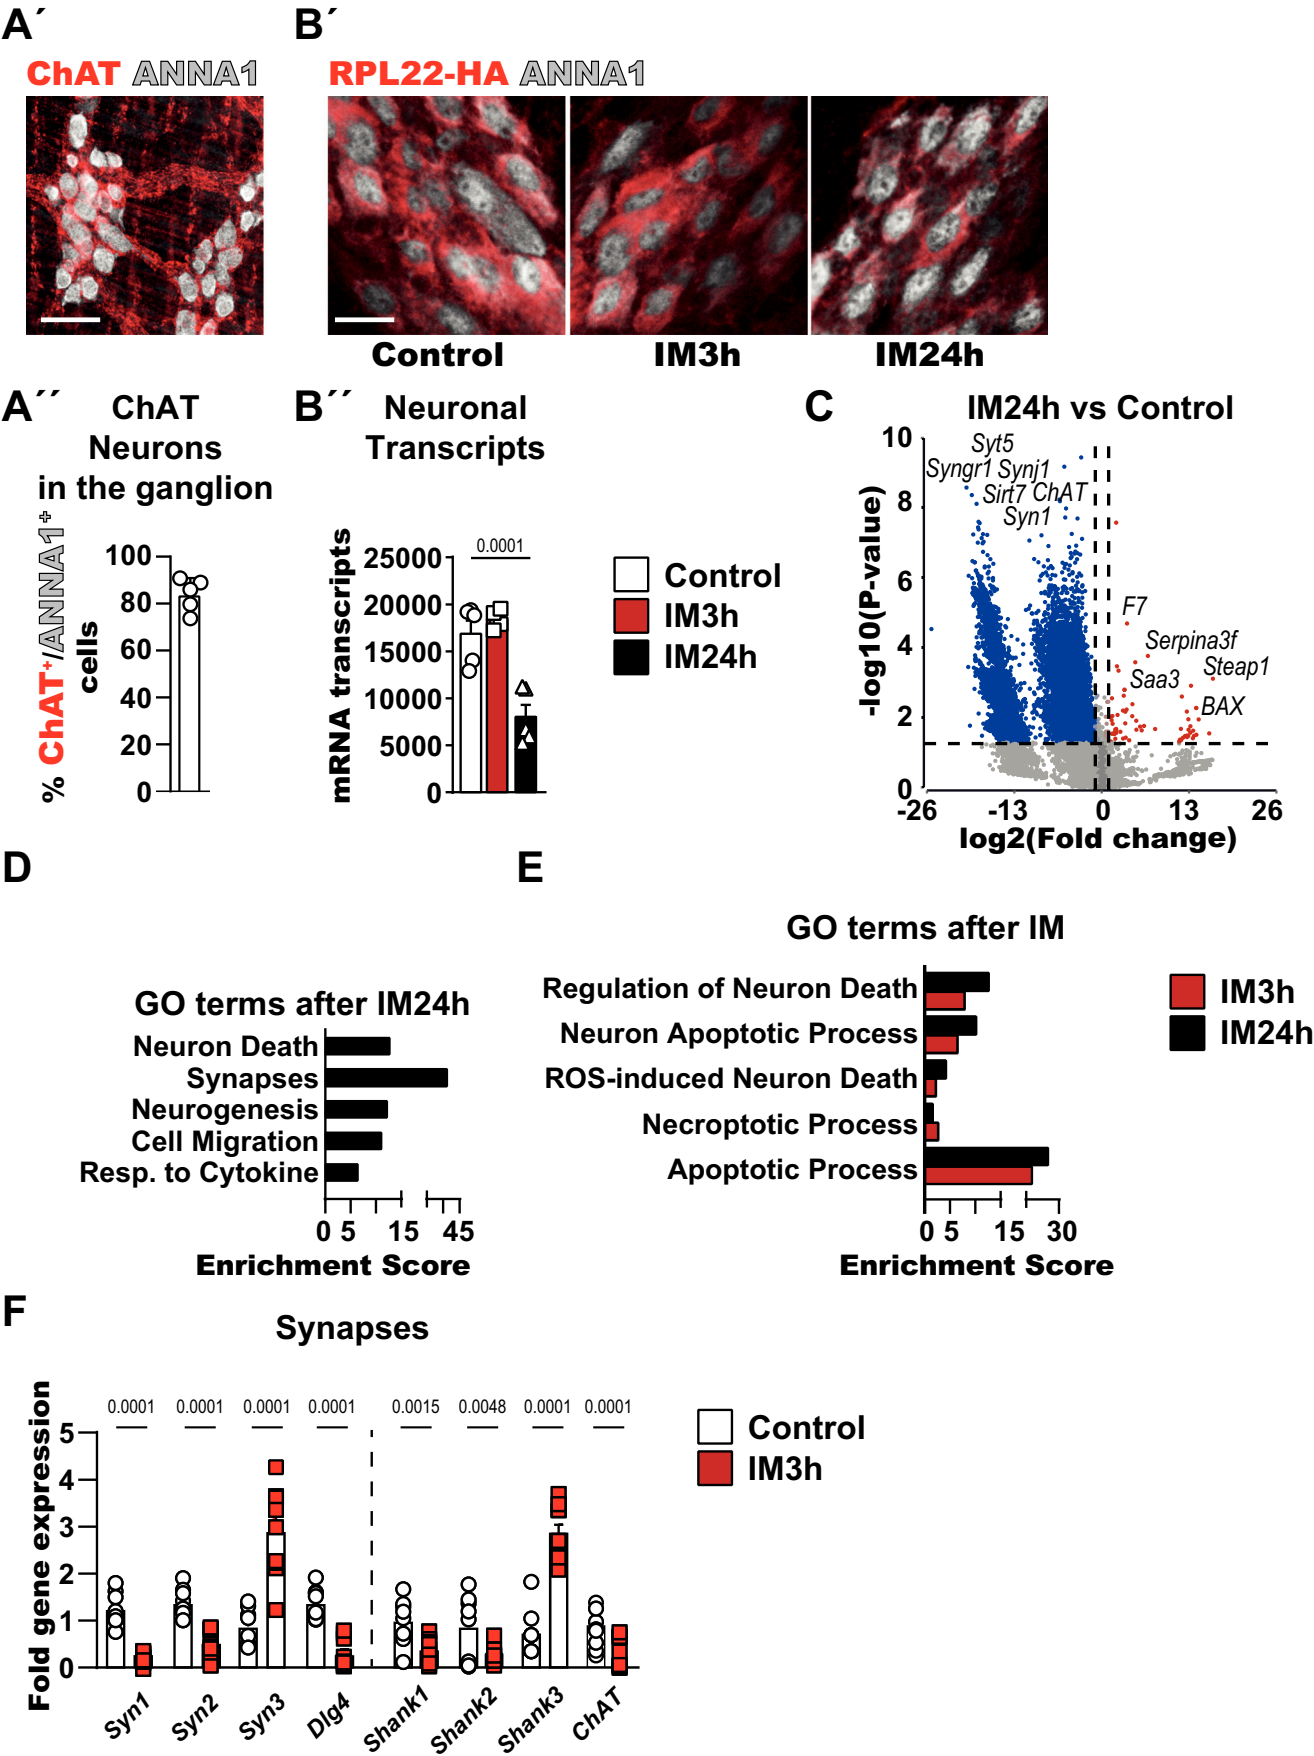 A´
ChAT ANNA1
B´
RPL22-HA ANNA1
Control
IM3h
IM24h
A´´
ChAT
Neurons
in the ganglion
% ChAT+/ANNA1+
cells
100
80
60
40
20
0
B´´
Neuronal
Transcripts
mRNA transcripts
25000
20000
15000
10000
5000
0
0.0001
Control
IM3h
IM24h
C
IM24h vs Control
-log10(P-value)
10
8
6
4
2
0
Syt5
Syngr1 Synj1
Sirt7 ChAT
Syn1
F7
Serpina3f
Steap1
Saa3
BAX
-26 -13 0 13 26
log2(Fold change)
D
GO terms after IM24h
Neuron Death
Synapses
Neurogenesis
Cell Migration
Resp. to Cytokine
0 5 15 45
Enrichment Score
E
GO terms after IM
Regulation of Neuron Death
Neuron Apoptotic Process
ROS-induced Neuron Death
Necroptotic Process
Apoptotic Process
0 5 15 30
Enrichment Score
IM3h
IM24h
F
Synapses
Fold gene expression
5
4
3
2
1
0
0.0001 0.0001 0.0001 0.0001 0.0015 0.0048 0.0001 0.0001
Syn1 Syn2 Syn3 Dlg4 Shank1 Shank2 Shank3 ChAT
Control
IM3h